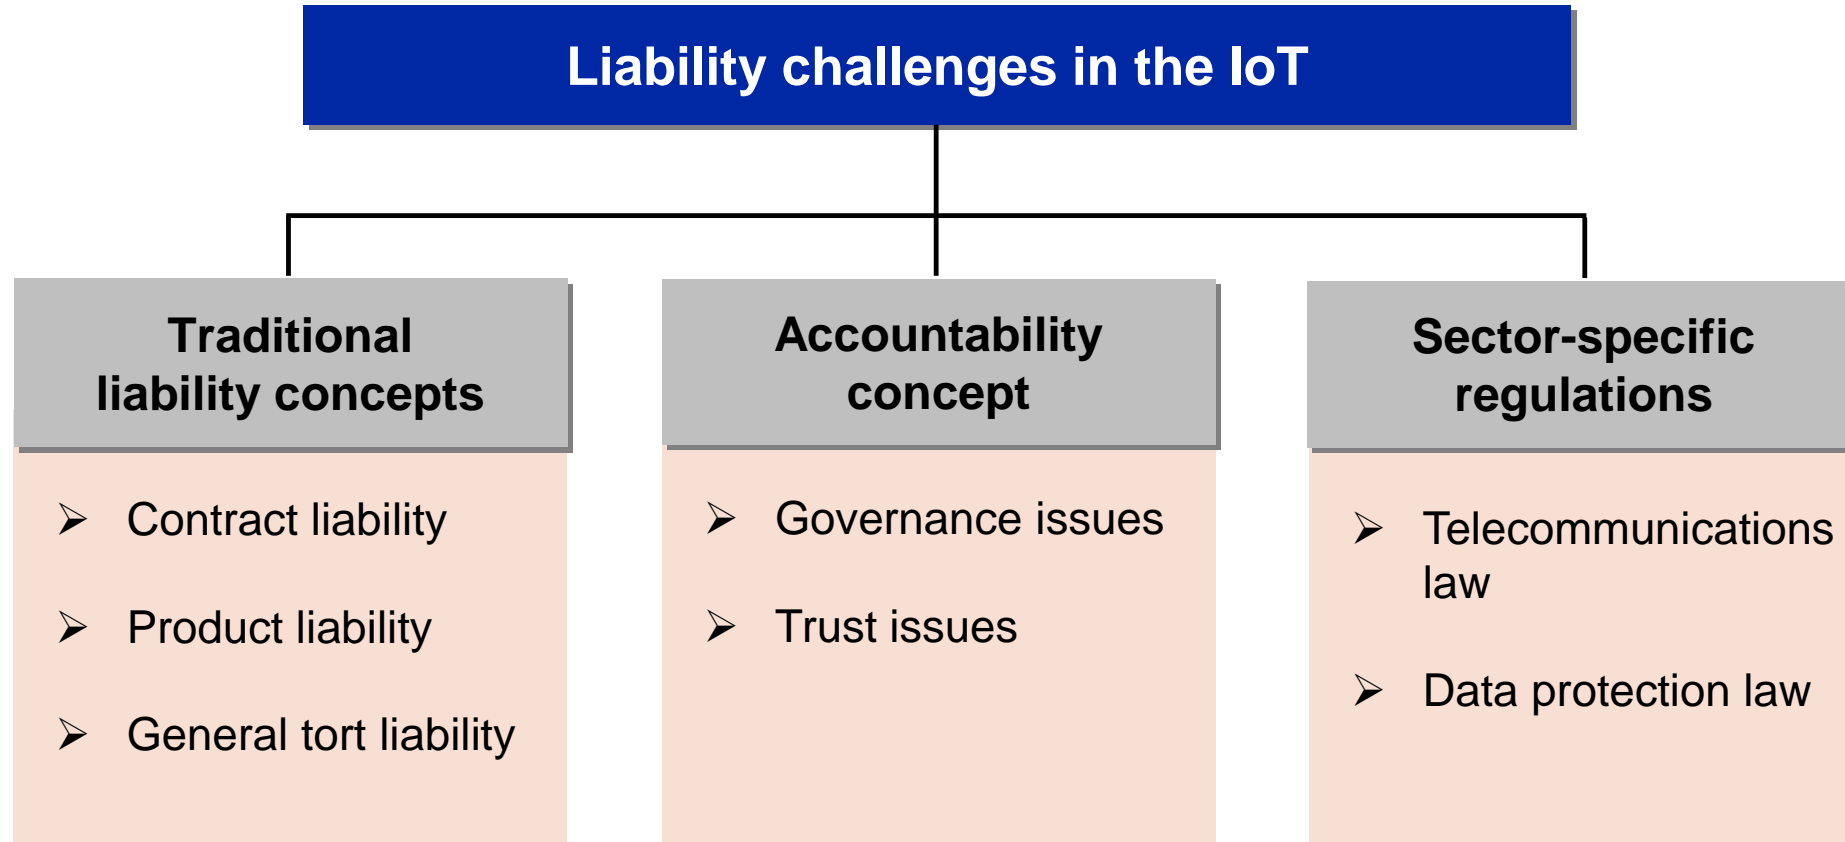 Liability challenges in the IoT
Traditional
liability concepts
Contract liability
Product liability
General tort liability
Accountability
concept
Governance issues
Trust issues
Sector-specific
regulations
Telecommunications
law
Data protection law